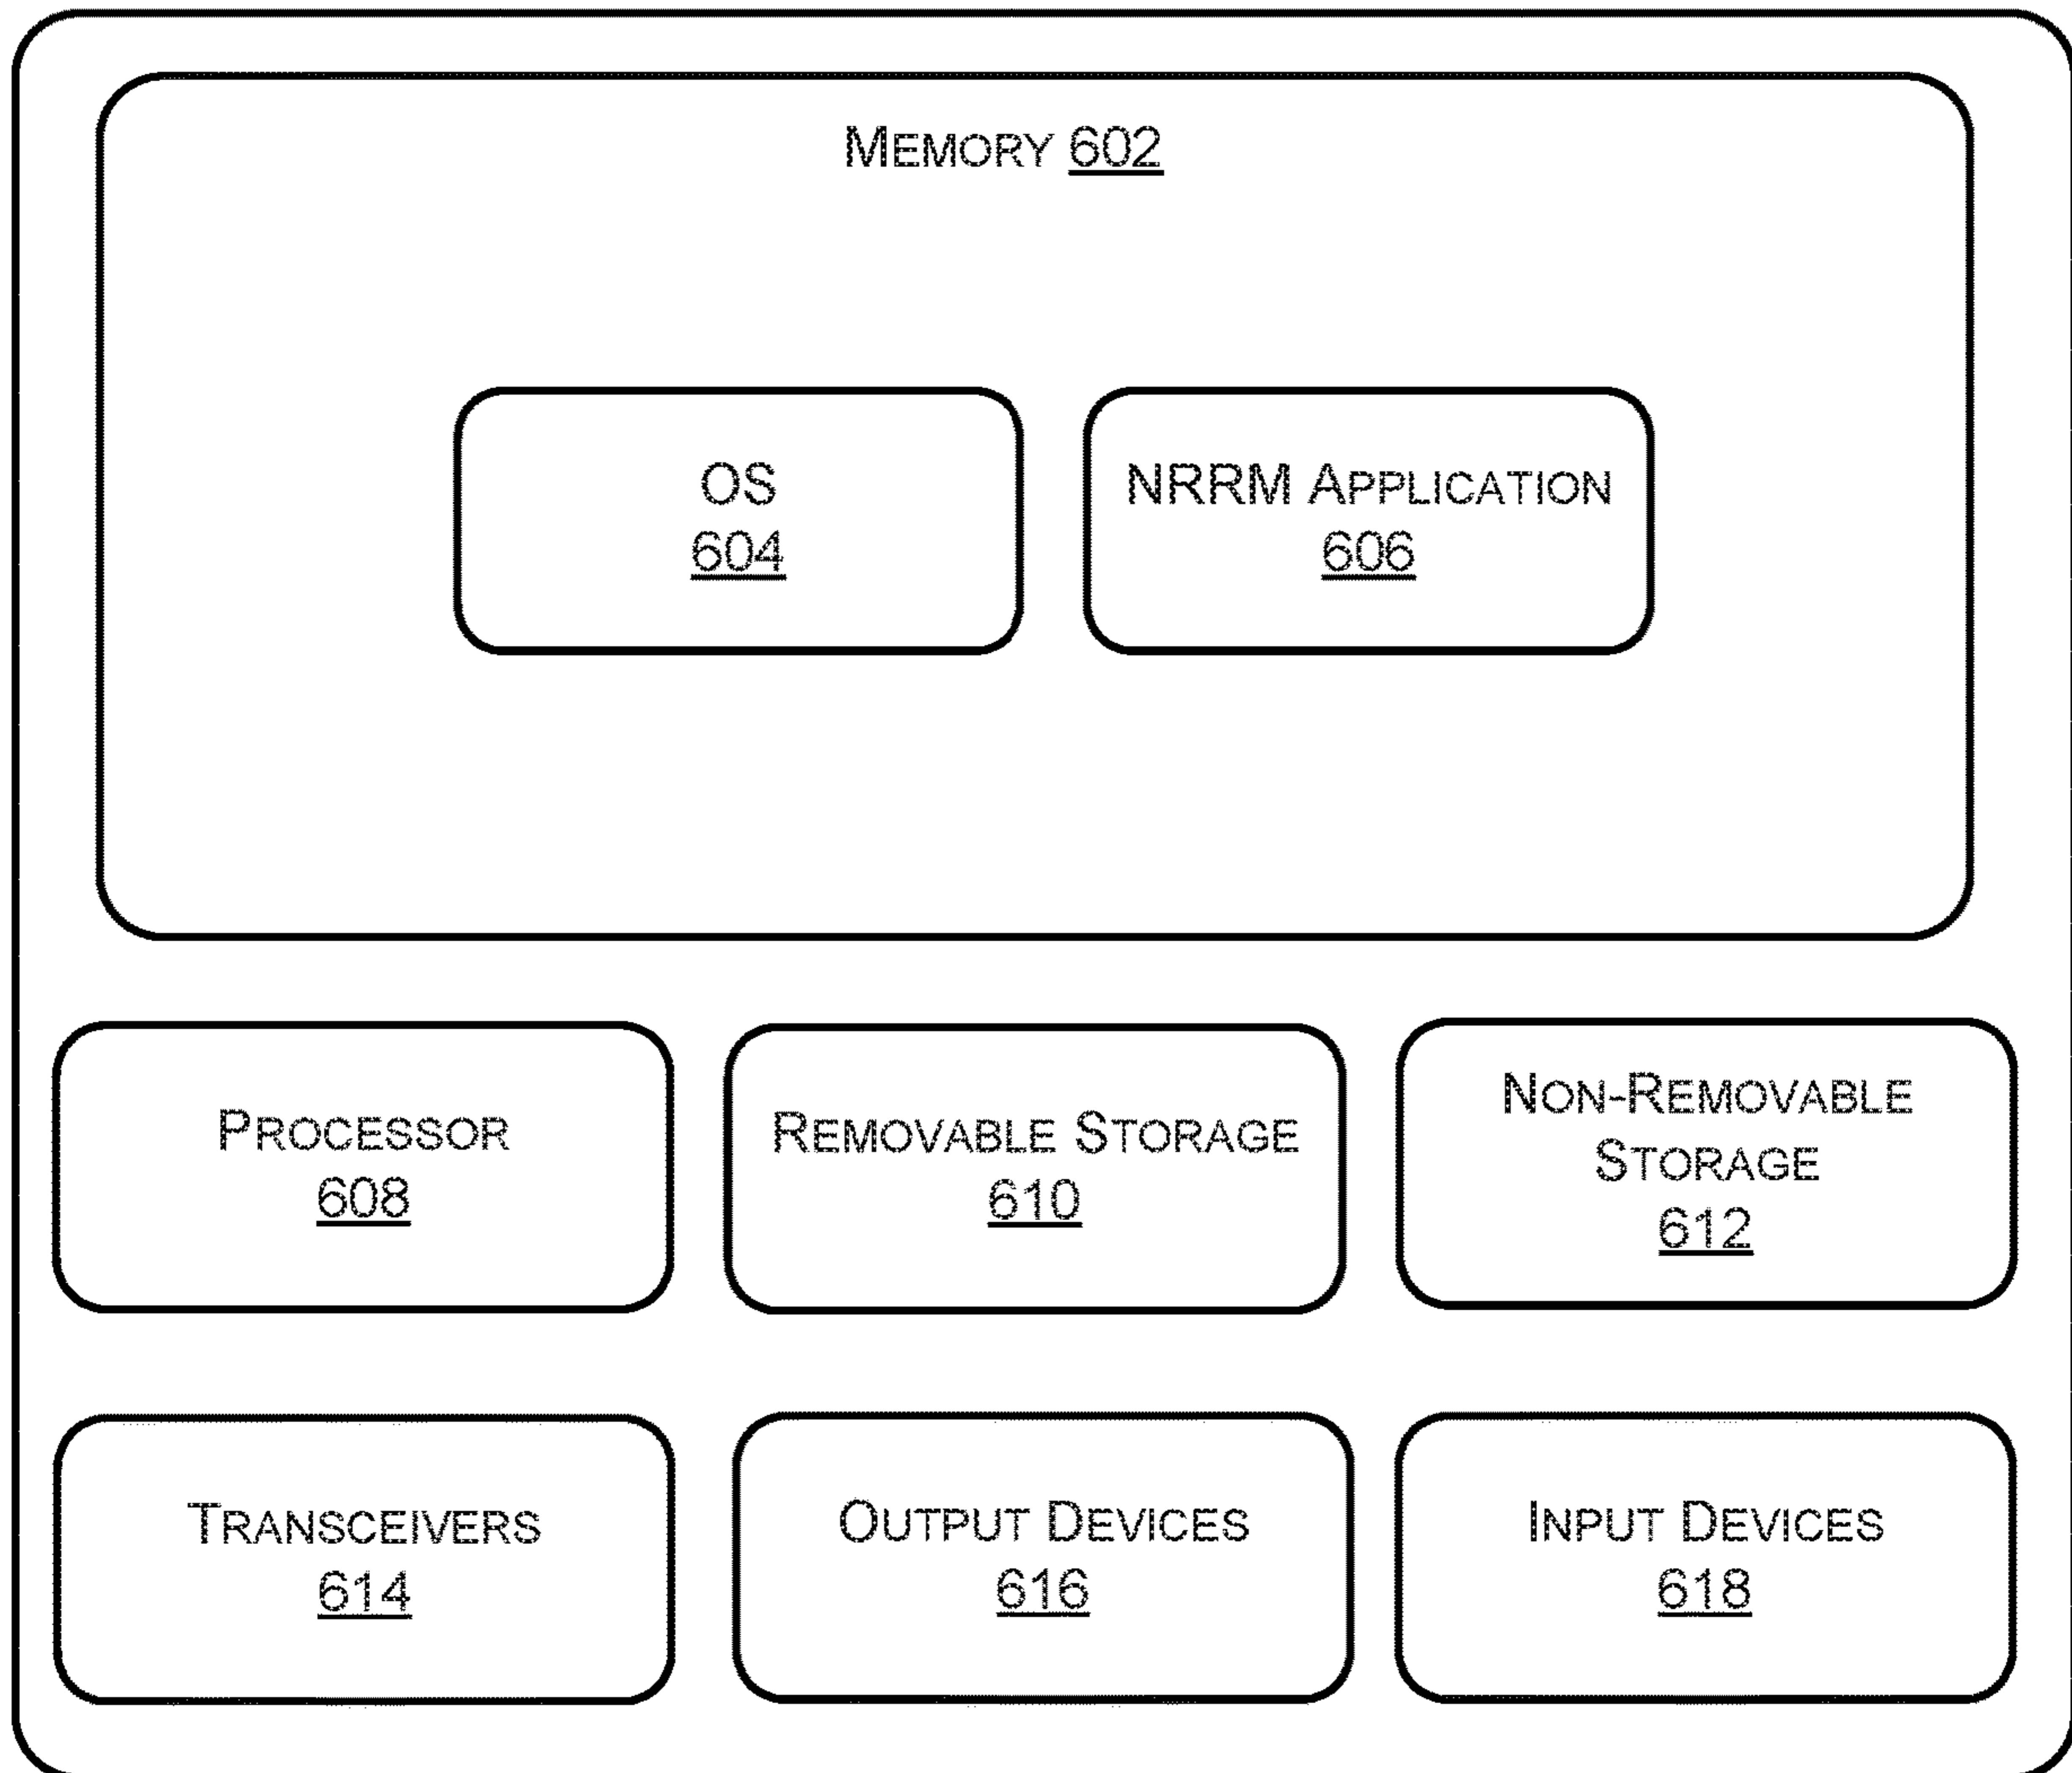 MEMORY 602
OS
604
NRRM APPLICATION
606
PROCESSOR
608
REMOVABLE STORAGE
610
NON-REMOVABLE
STORAGE
612
TRANSCEIVERS
614
OUTPUT DEVICES
616
INPUT DEVICES
618